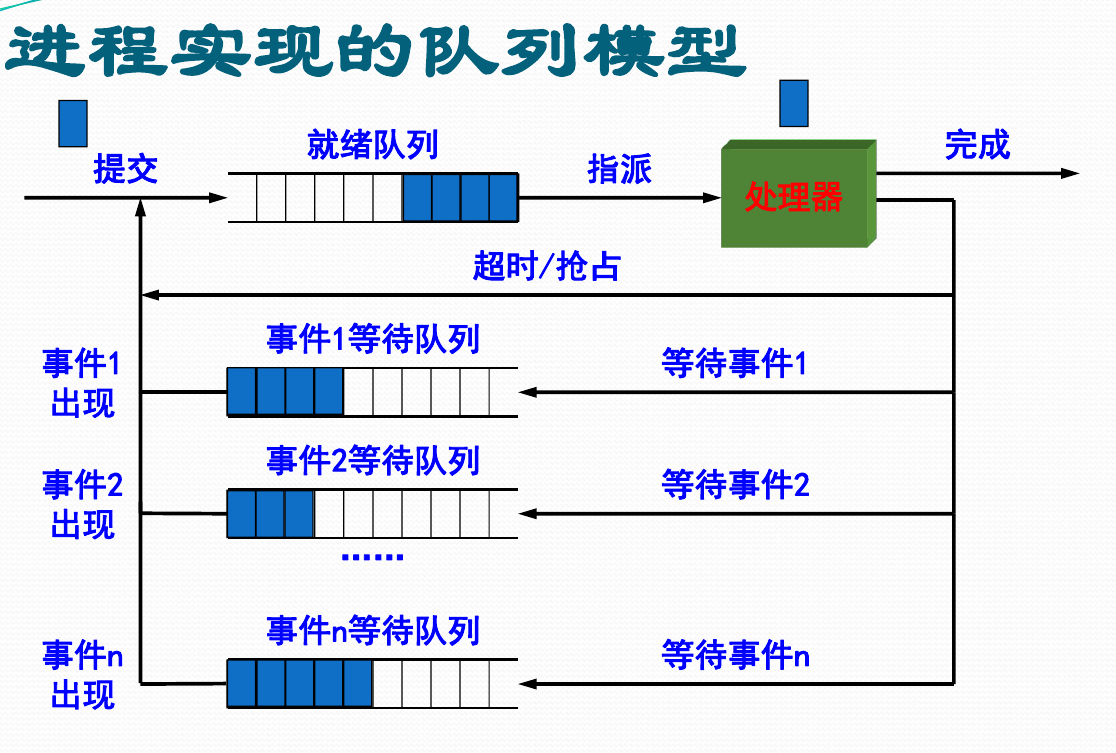 进程实现的队列模型
提交
就绪队列
指派
处理器
完成
超时/抢占
事件1
出现
事件1等待队列
等待事件1
事件2
出现
事件2等待队列
等待事件2
……
事件n
出现
事件n等待队列
等待事件n